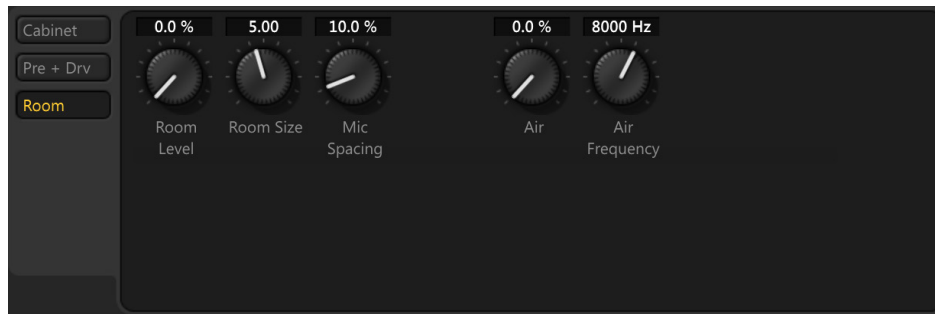 Cabinet
Pre + Drv
Room
0.0 %
5.00
10.0 %
0.0 %
8000 Hz
Room
Level
Room Size
Mic
Spacing
Air
Air
Frequency